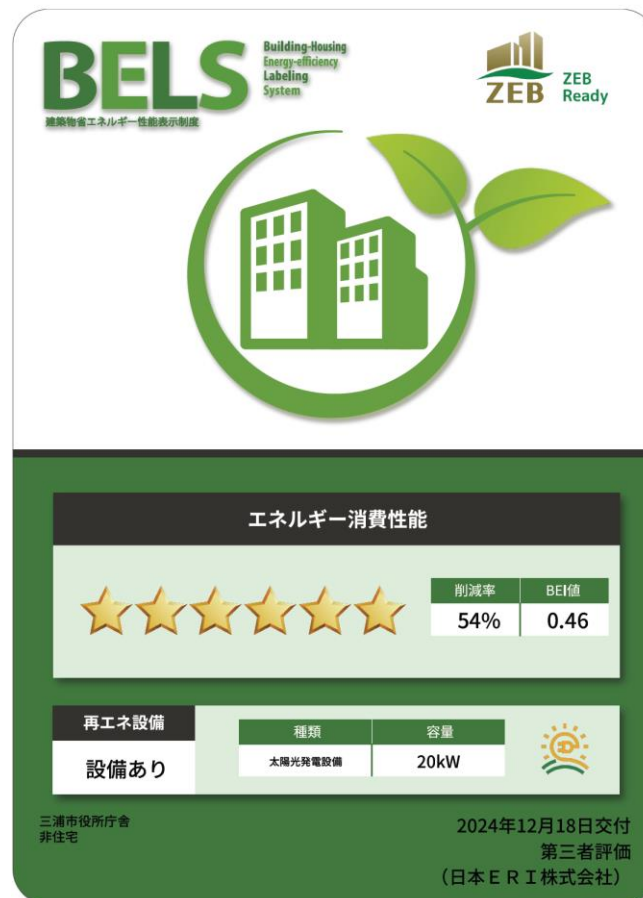 BELS
Building-Housing
Energy-efficiency
Labeling
System
建築物省エネルギー性能表示制度
ZEB
ZEB
Ready
エネルギー消費性能
削減率 BEI値
54% 0.46
再エネ設備
設備あり
種類 容量
太陽光発電設備 20kW
三浦市役所庁舎
非住宅
2024年12月18日交付
第三者評価
（日本ＥＲＩ株式会社）